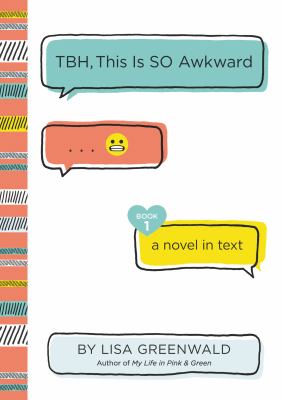 TBH, This Is SO Awkward
. . . 😬
BOOK
1
a novel in text
BY LISA GREENWALD
Author of My Life in Pink & Green